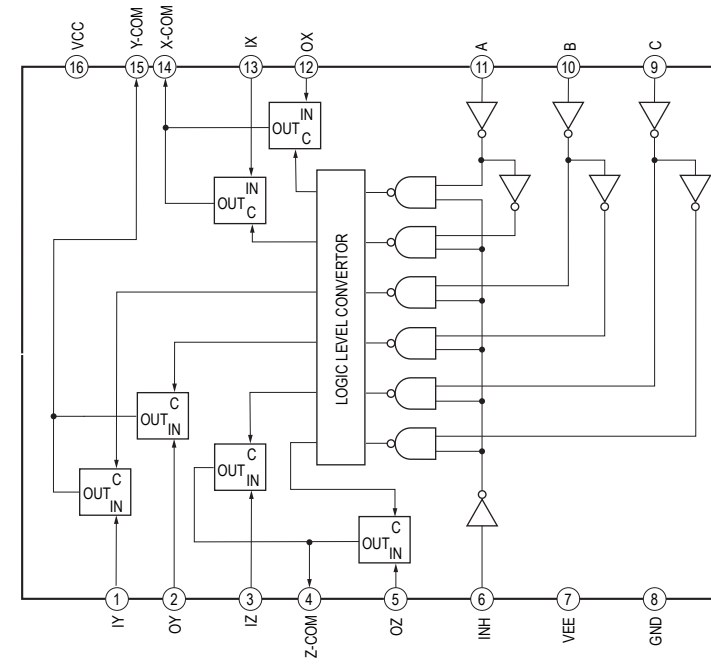 VCC
Y-COM
X-COM
IX
OX
A
B
C
16
15
14
13
12
11
10
9
IN
OUT
C
IN
OUT
C
LOGIC LEVEL CONVERTOR
C
OUT
IN
C
OUT
IN
C
OUT
IN
C
OUT
IN
1
2
3
4
5
6
7
8
IY
OY
IZ
Z-COM
OZ
INH
VEE
GND